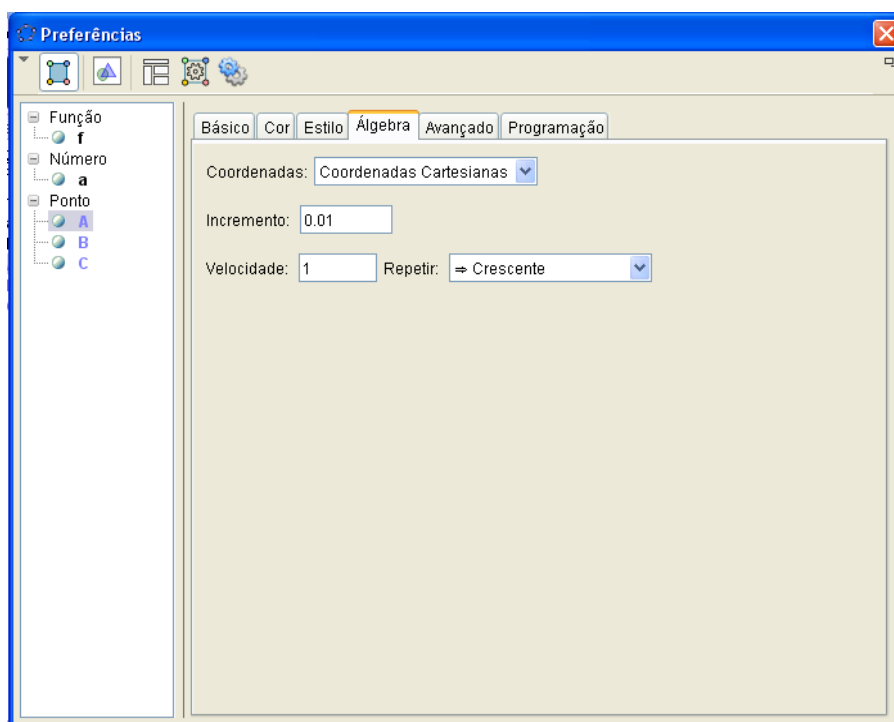 Preferências
Função
f
Número
a
Ponto
A
B
C
Básico Cor Estilo Álgebra Avançado Programação
Coordenadas: Coordenadas Cartesianas
Incremento: 0.01
Velocidade: 1 Repetir: ⇒ Crescente